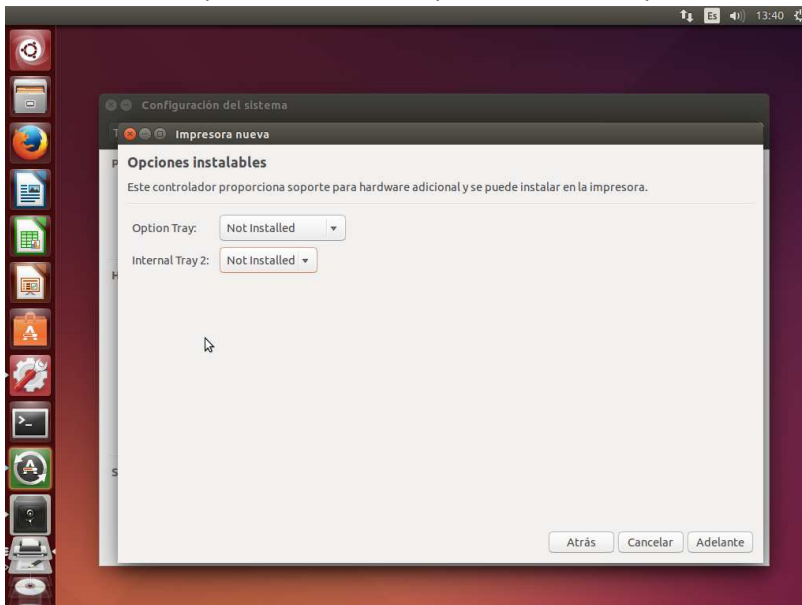 Es 13:40
Configuración del sistema
Impresora nueva
Opciones instalables
Este controlador proporciona soporte para hardware adicional y se puede instalar en la impresora.
Option Tray: Not Installed
Internal Tray 2: Not Installed
Atrás Cancelar Adelante